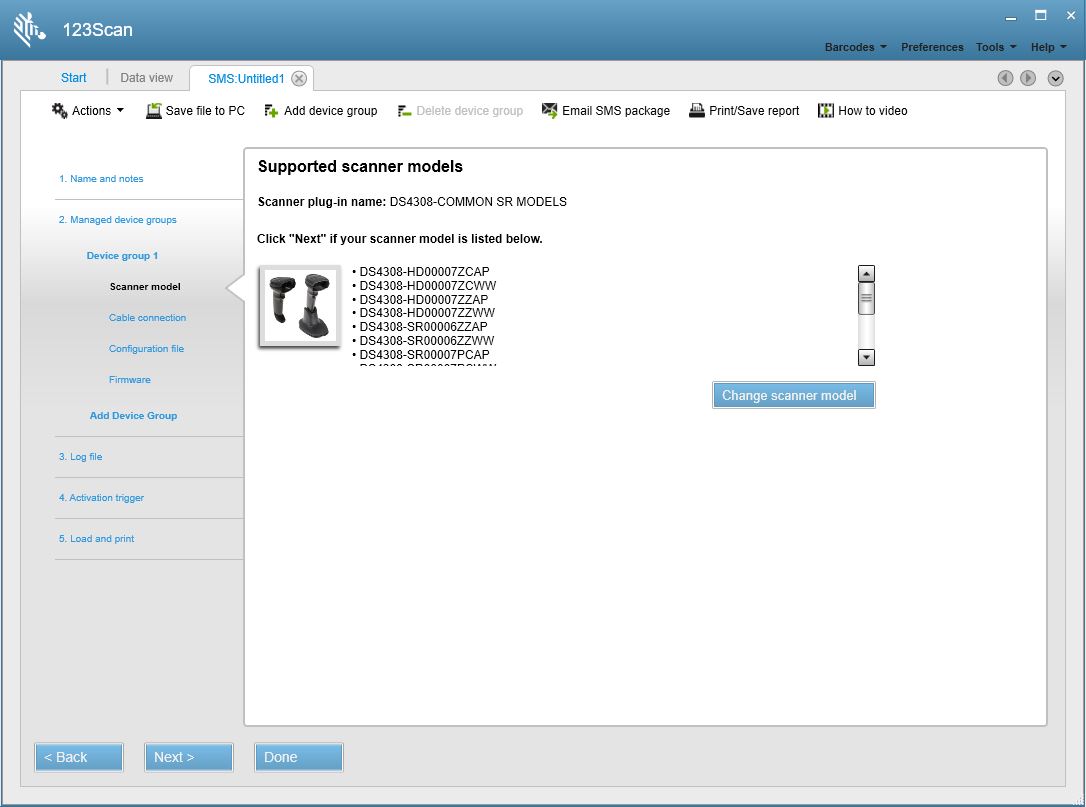 123Scan
Barcodes Preferences Tools Help
Start Data view SMS:Untitled1
Actions Save file to PC Add device group Delete device group Email SMS package Print/Save report How to video
1. Name and notes
2. Managed device groups
Device group 1
Scanner model
Cable connection
Configuration file
Firmware
Add Device Group
3. Log file
4. Activation trigger
5. Load and print
Supported scanner models
Scanner plug-in name: DS4308-COMMON SR MODELS
Click "Next" if your scanner model is listed below.
• DS4308-HD00007ZCAP
• DS4308-HD00007ZCWW
• DS4308-HD00007ZZAP
• DS4308-HD00007ZZWW
• DS4308-SR00006ZZAP
• DS4308-SR00006ZZWW
• DS4308-SR00007PCAP
Change scanner model
< Back Next > Done